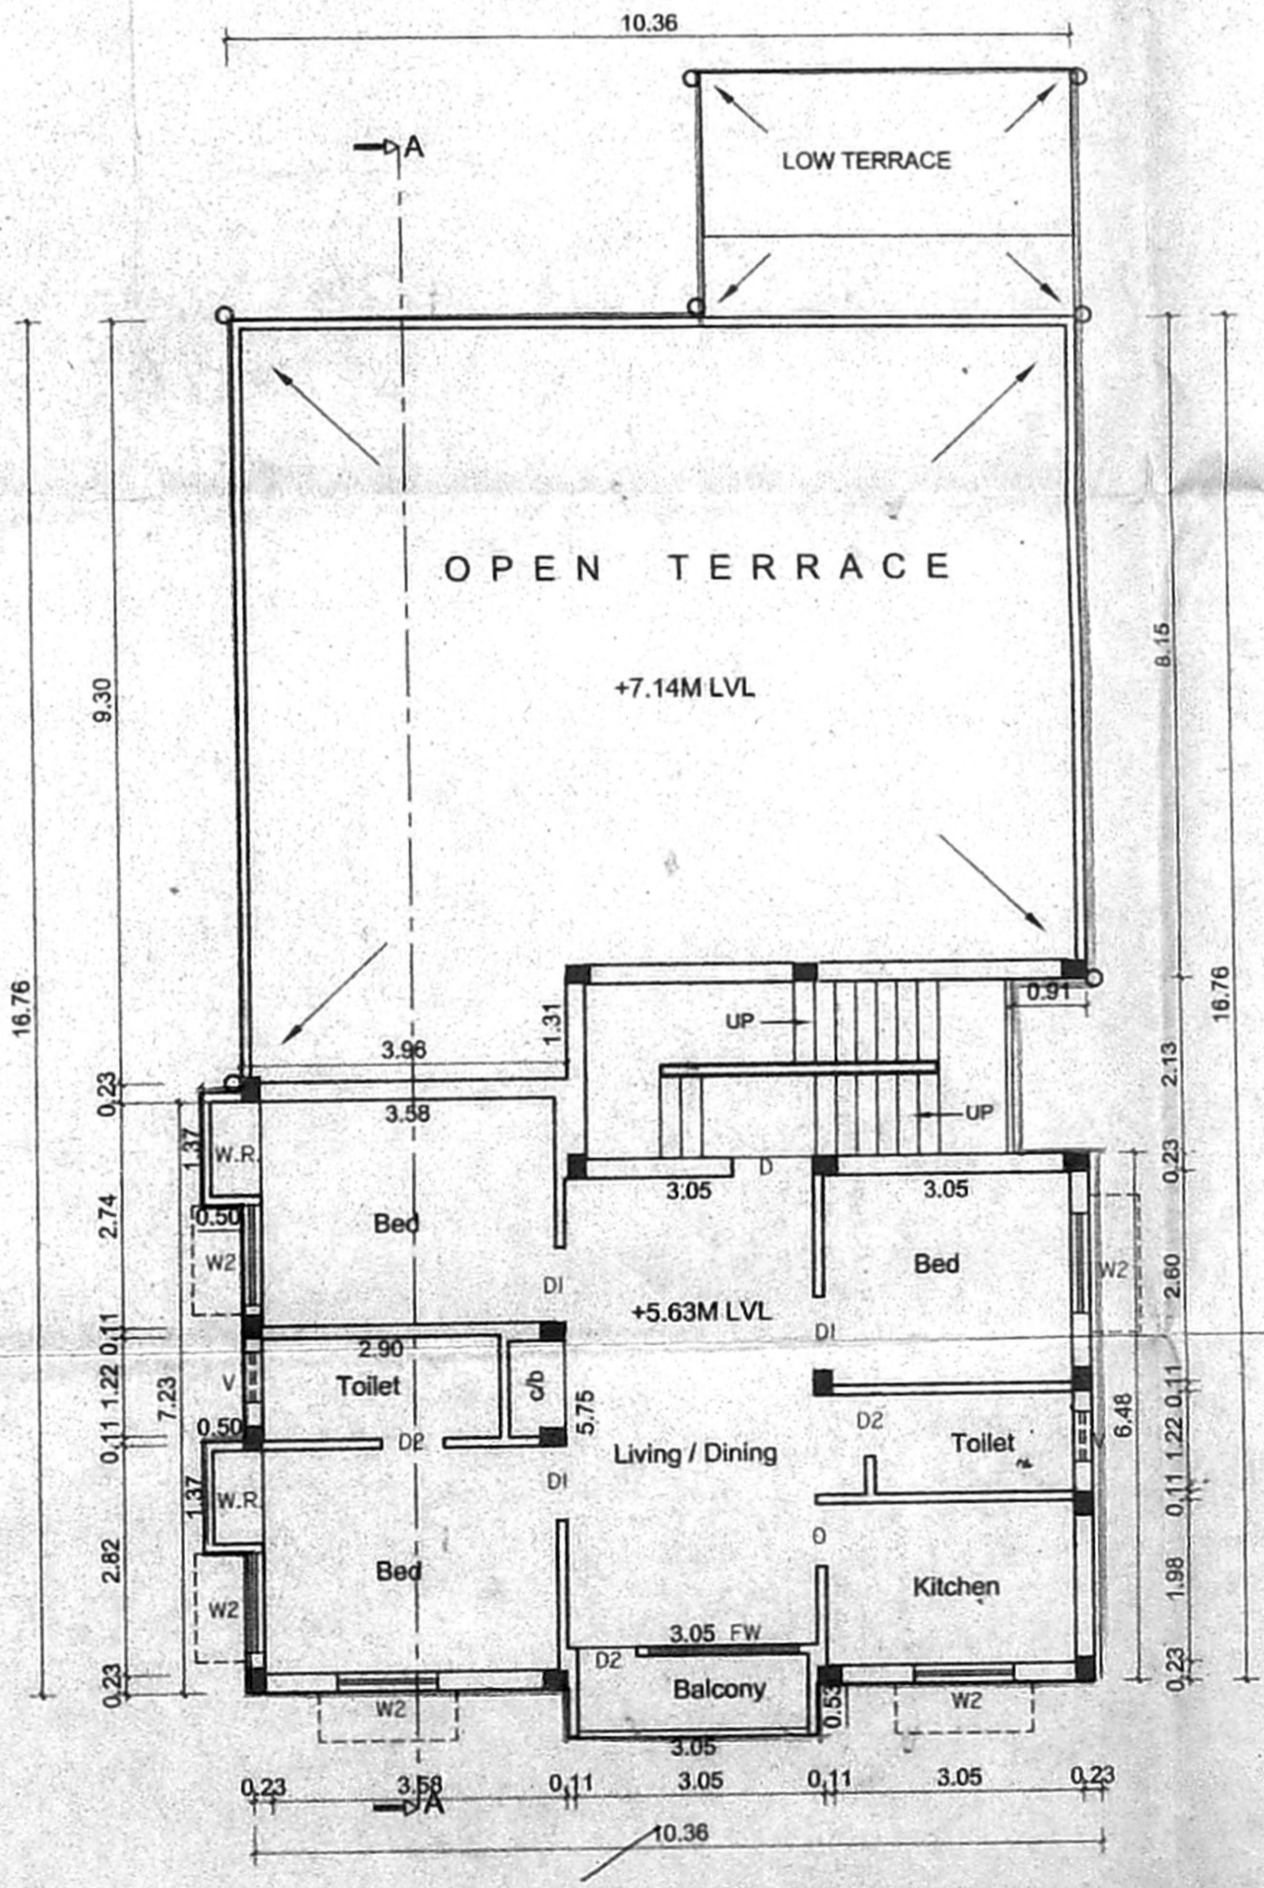 10.36
A
LOW TERRACE
OPEN TERRACE
8.15
+7.14M LVL
9.30
16.76
16.76
0.91
UP
1.31
3.96
2.13
0.23
3.58
UP
1.37
W.R.
D
0.23
3.05
3.05
2.74
0.50
Bed
W2
Bed
W2
2.60
D1
+5.63M LVL
D1
0.11
2.90
V
Toilet
c/b
1.22
7.23
5.75
0.11
6.48
D2
0.50
D2
0.11
Living / Dining
Toilet
V
1.22
D1
1.37
W.R.
0.11
O
2.82
Bed
Kitchen
1.98
W2
3.05 FW
D2
0.23
Balcony
0.23
W2
0.53
W2
3.05
0.23
3.58
0.11
3.05
0.11
3.05
0.23
A
10.36